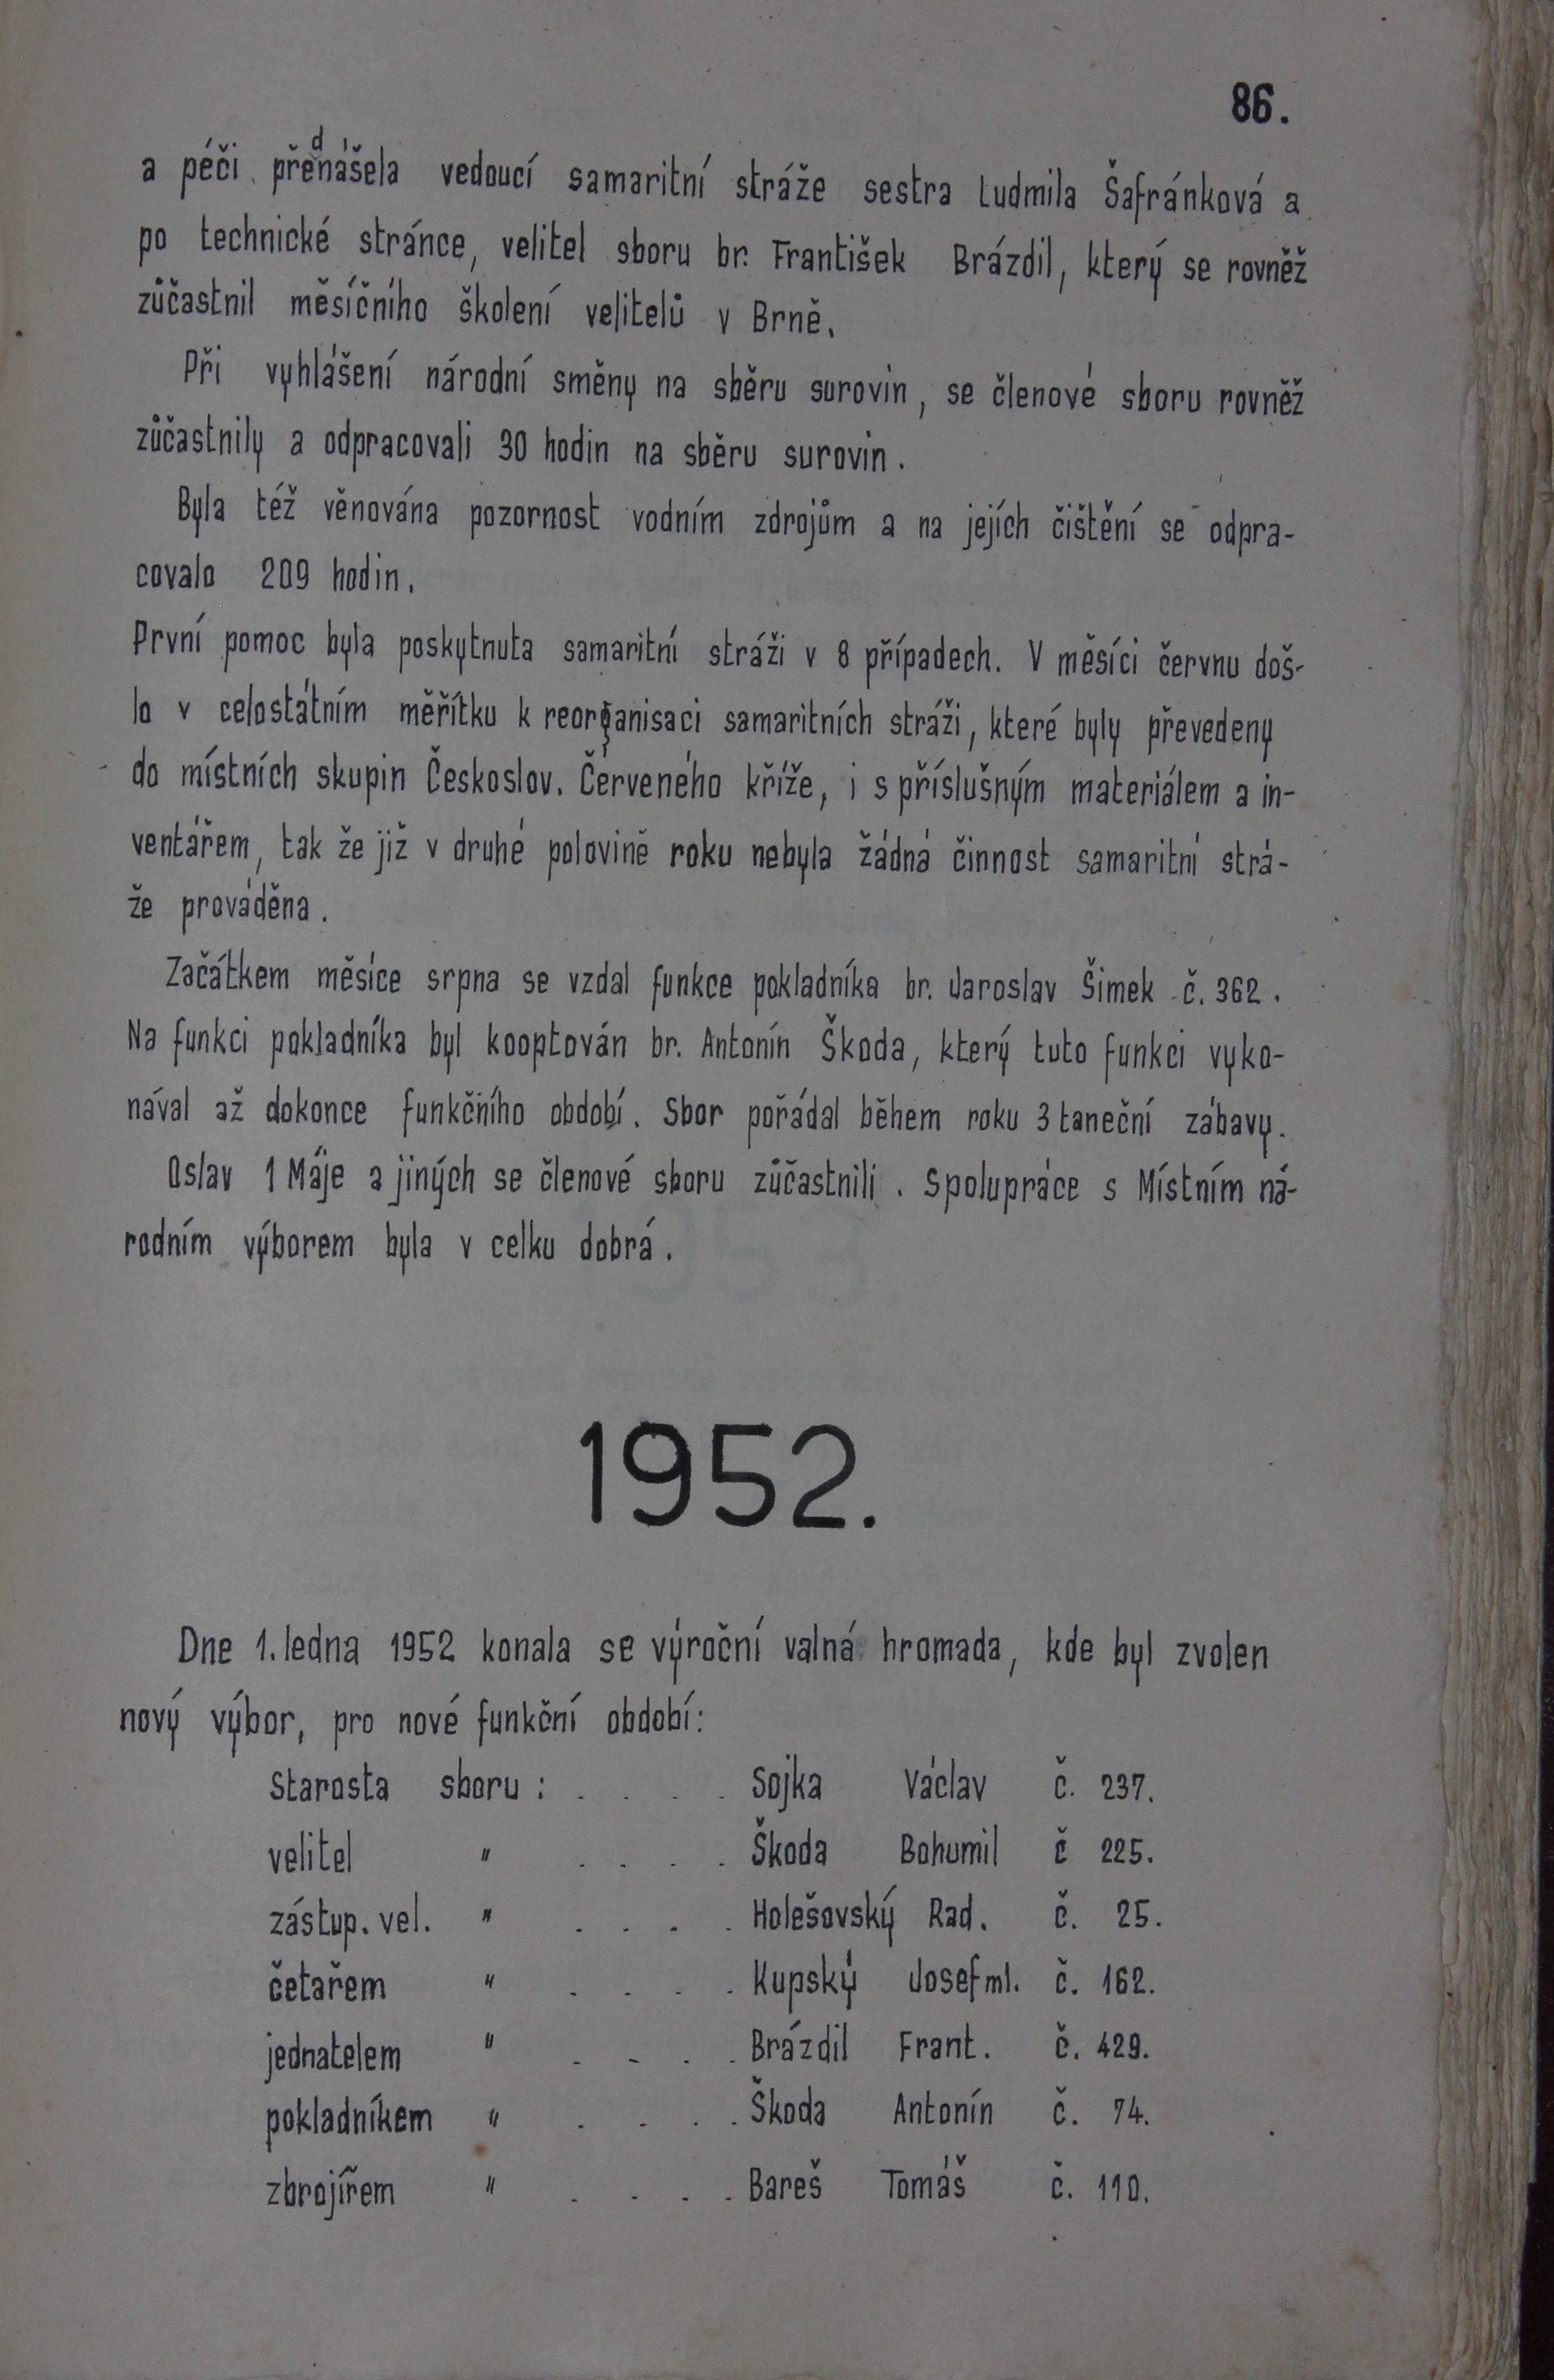 86.
a péči přednášela vedoucí samaritní stráže sestra Ludmila Šafránková a
po technické stránce, velitel sboru br. František Brázdil, který se rovněž
zůčastnil měsíčního školení velitelů v Brně.
Při vyhlášení národní směny na sběru surovin, se členové sboru rovněž
zůčastnily a odpracovali 30 hodin na sběru surovin.
Byla též věnována pozornost vodním zdrojům a na jejích čištění se odpra-
covalo 209 hodin.
První pomoc byla poskytnuta samaritní stráži v 8 případech. V měsíci červnu doš-
lo v celostátním měřítku k reorganisaci samaritních stráži, které byly převedeny
do místních skupin Českoslov. Červeného kříže, i s příslušným materiálem a in-
ventářem, tak že již v druhé polovině roku nebyla žádná činnost samaritní strá-
že prováděna.
Začátkem měsíce srpna se vzdal funkce pokladníka br. Jaroslav Šimek č. 362.
Na funkci pokladníka byl kooptován br. Antonín Škoda, který tuto funkci vyko-
nával až dokonce funkčního období. Sbor pořádal během roku 3 taneční zábavy.
Oslav 1 Máje a jiných se členové sboru zůčastnili. Spolupráce s Místním ná-
rodním výborem byla v celku dobrá.
1952.
Dne 1. ledna 1952 konala se výroční valná hromada, kde byl zvolen
nový výbor, pro nové funkční období:
Starosta sboru : . . . . Sojka Václav č. 237.
velitel " . . . . Škoda Bohumil č 225.
zástup. vel. " . . . . Holešovský Rad. č. 25.
četařem " . . . . Kupský Josef ml. č. 162.
jednatelem " . . . . Brázdil Frant. č. 429.
pokladníkem " . . . . Škoda Antonín č. 74.
zbrojířem " . . . . Bareš Tomáš č. 110.